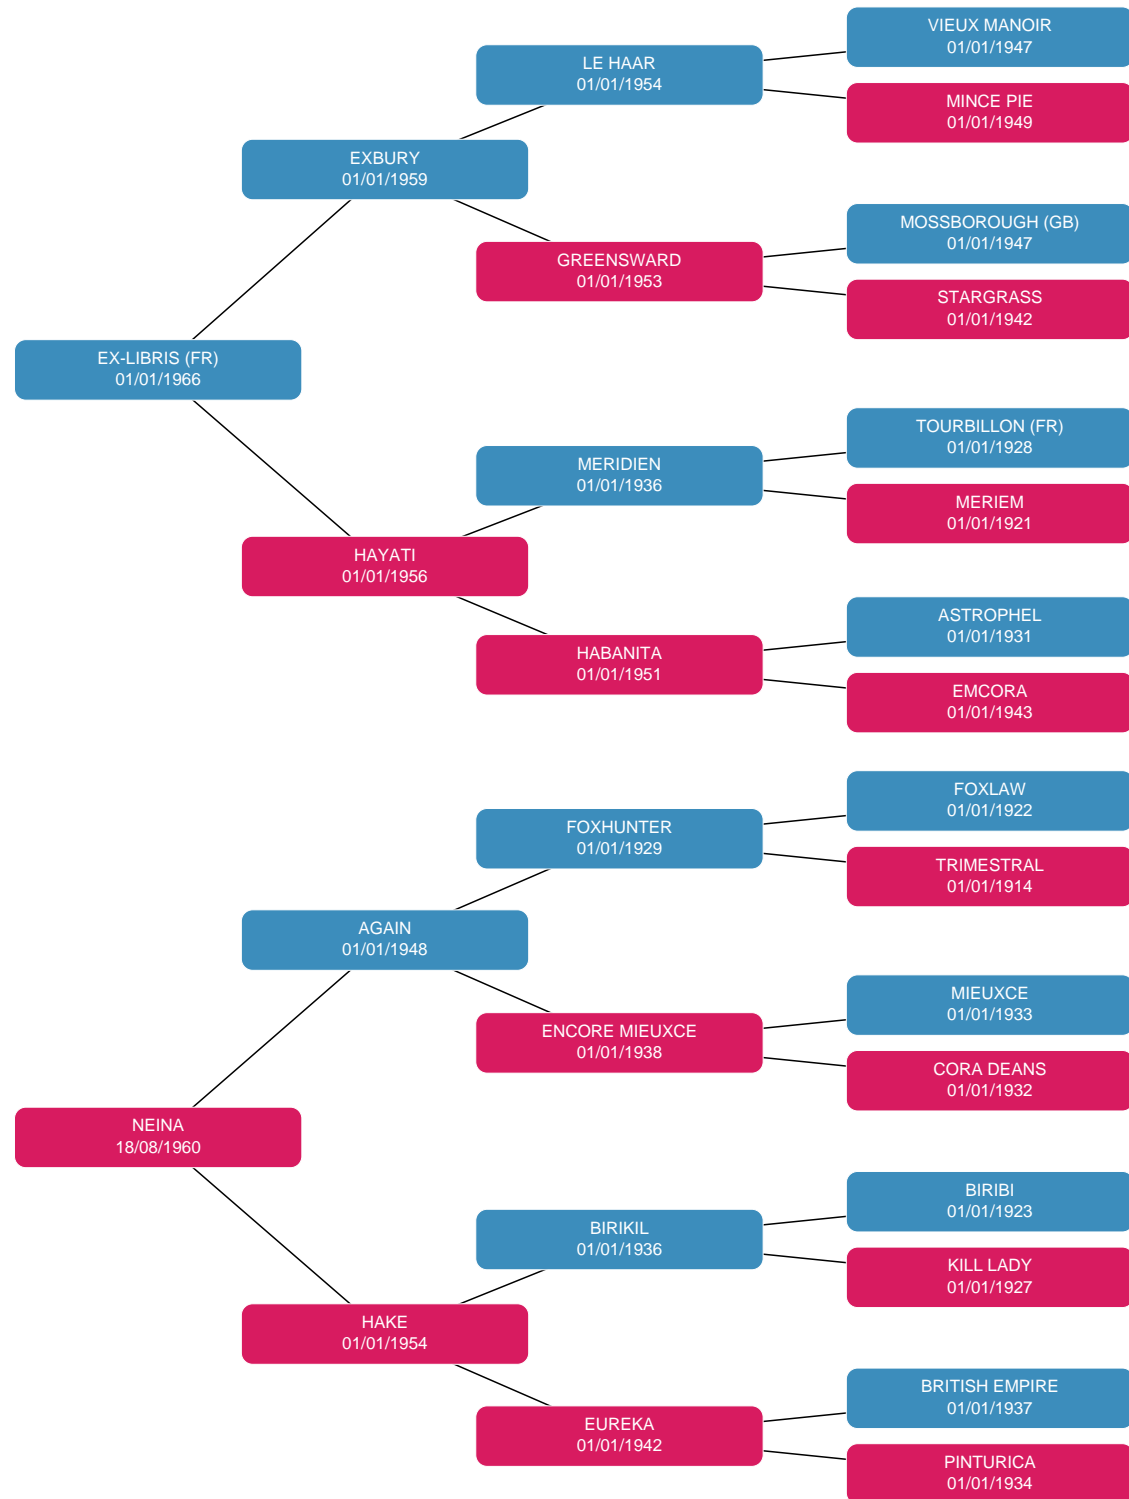 VIEUX MANOIR
01/01/1947
LE HAAR
01/01/1954
MINCE PIE
01/01/1949
EXBURY
01/01/1959
MOSSBOROUGH (GB)
01/01/1947
GREENSWARD
01/01/1953
STARGRASS
01/01/1942
EX-LIBRIS (FR)
01/01/1966
TOURBILLON (FR)
01/01/1928
MERIDIEN
01/01/1936
MERIEM
01/01/1921
HAYATI
01/01/1956
ASTROPHEL
01/01/1931
HABANITA
01/01/1951
EMCORA
01/01/1943
FOXLAW
01/01/1922
FOXHUNTER
01/01/1929
TRIMESTRAL
01/01/1914
AGAIN
01/01/1948
MIEUXCE
01/01/1933
ENCORE MIEUXCE
01/01/1938
CORA DEANS
01/01/1932
NEINA
18/08/1960
BIRIBI
01/01/1923
BIRIKIL
01/01/1936
KILL LADY
01/01/1927
HAKE
01/01/1954
BRITISH EMPIRE
01/01/1937
EUREKA
01/01/1942
PINTURICA
01/01/1934